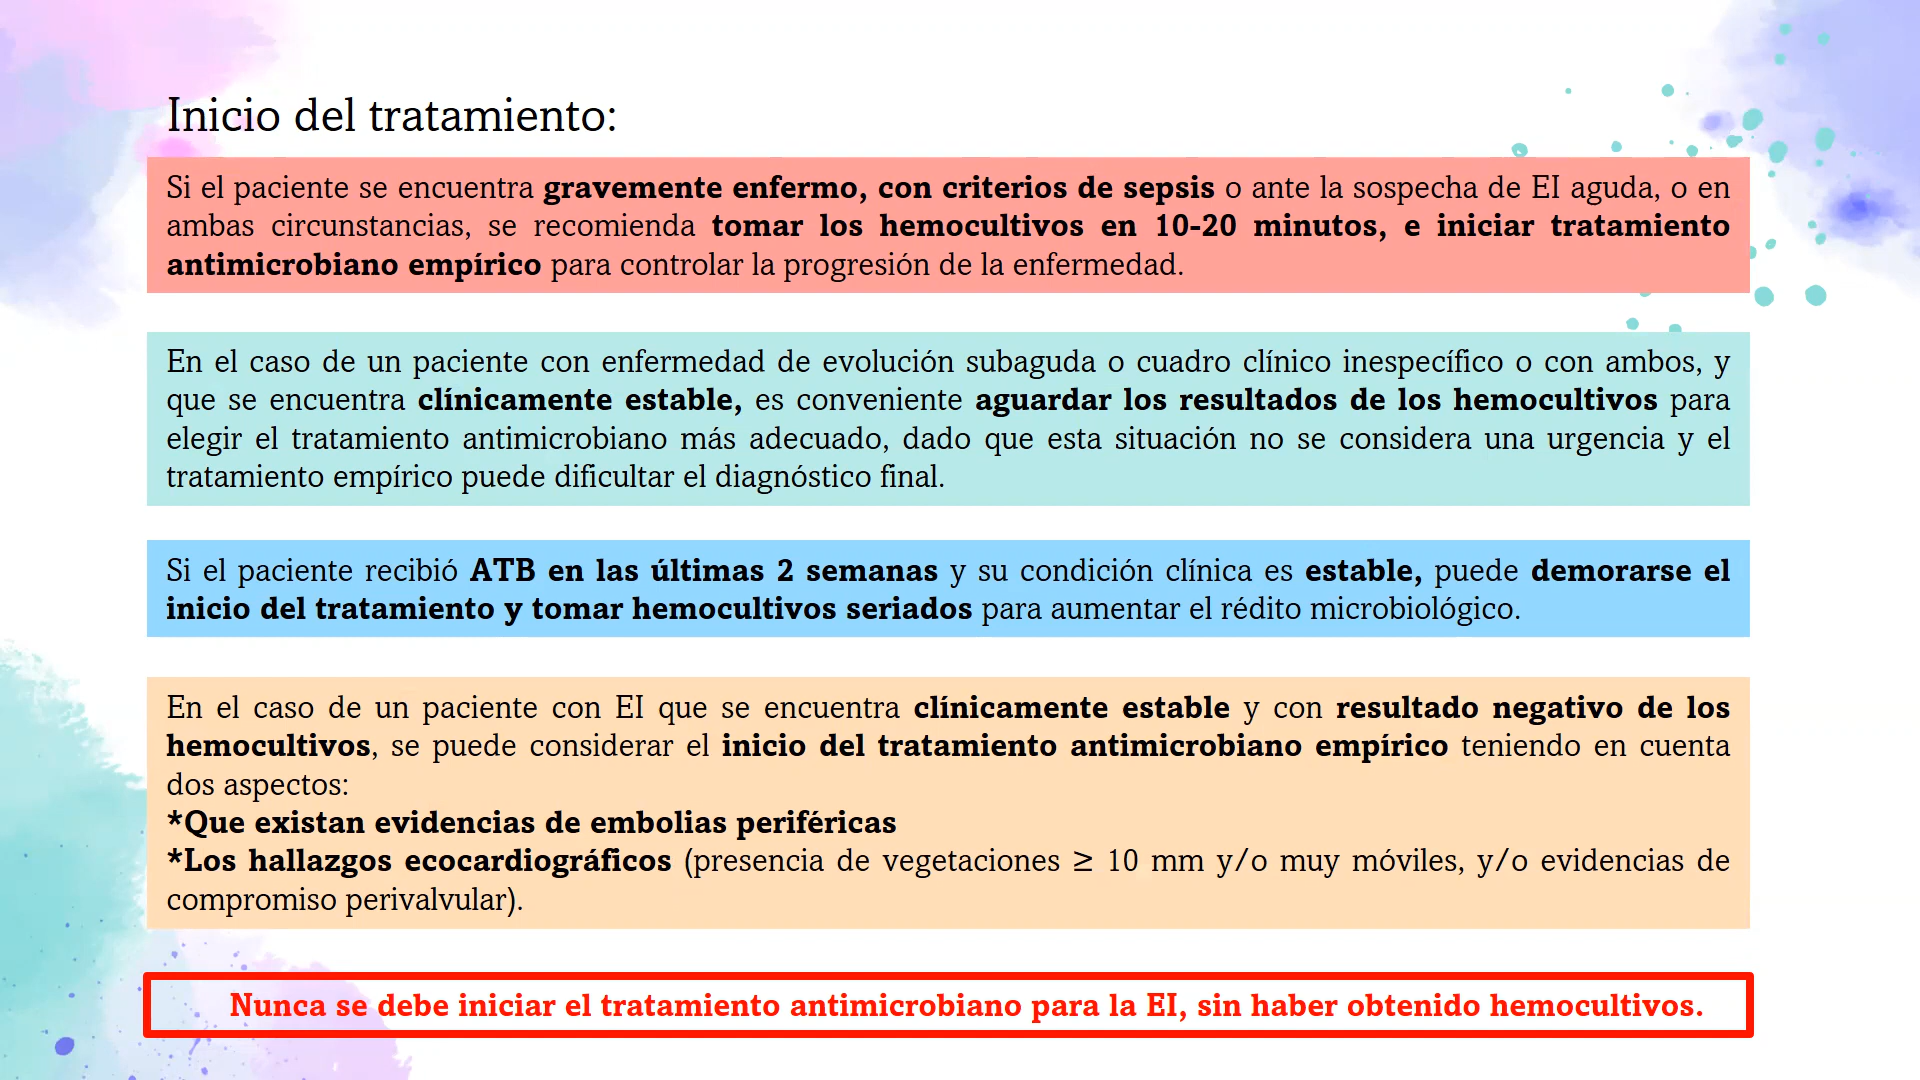 Inicio del tratamiento:
Si el paciente se encuentra gravemente enfermo, con criterios de sepsis o ante la sospecha de EI aguda, o en
ambas circunstancias, se recomienda tomar los hemocultivos en 10-20 minutos, e iniciar tratamiento
antimicrobiano empírico para controlar la progresión de la enfermedad.
En el caso de un paciente con enfermedad de evolución subaguda o cuadro clínico inespecífico o con ambos, y
que se encuentra clínicamente estable, es conveniente aguardar los resultados de los hemocultivos para
elegir el tratamiento antimicrobiano más adecuado, dado que esta situación no se considera una urgencia y el
tratamiento empírico puede dificultar el diagnóstico final.
Si el paciente recibió ATB en las últimas 2 semanas y su condición clínica es estable, puede demorarse el
inicio del tratamiento y tomar hemocultivos seriados para aumentar el rédito microbiológico.
En el caso de un paciente con EI que se encuentra clínicamente estable y con resultado negativo de los
hemocultivos, se puede considerar el inicio del tratamiento antimicrobiano empírico teniendo en cuenta
dos aspectos:
*Que existan evidencias de embolias periféricas
*Los hallazgos ecocardiográficos (presencia de vegetaciones ≥ 10 mm y/o muy móviles, y/o evidencias de
compromiso perivalvular).
Nunca se debe iniciar el tratamiento antimicrobiano para la EI, sin haber obtenido hemocultivos.